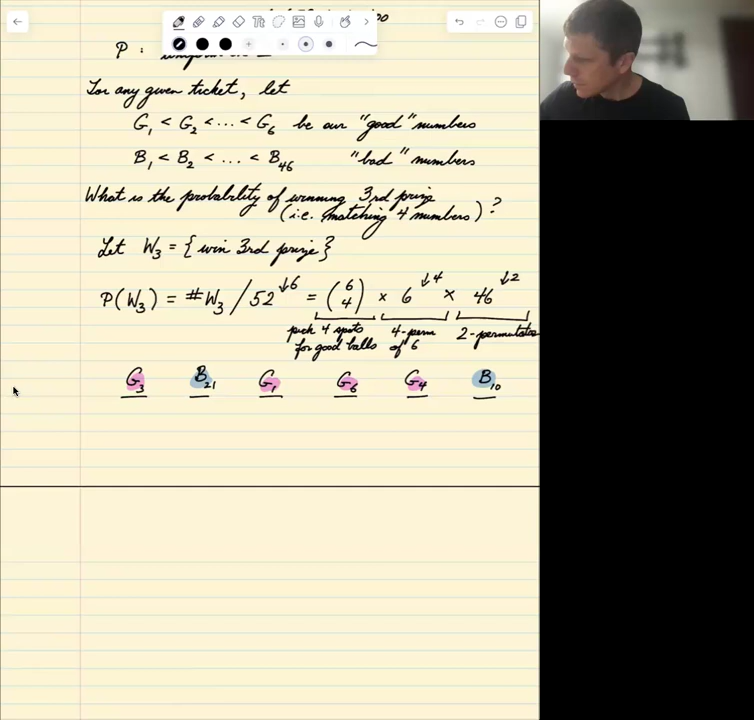 P :
For any given ticket, let
G₁ < G₂ < ... < G₆ be our "good" numbers
B₁ < B₂ < ... < B₄₆ "bad" numbers
What is the probability of winning 3rd prize
(i.e. matching 4 numbers) ?
Let W₃ = { win 3rd prize }
P(W₃) = #W₃ / 52^↓6 = (6 4) × 6^↓4 × 46^↓2
pick 4 spots for good balls
4-perm of 6
2-permutatios
G₃ B₂₁ G₁ G₆ G₄ B₁₀